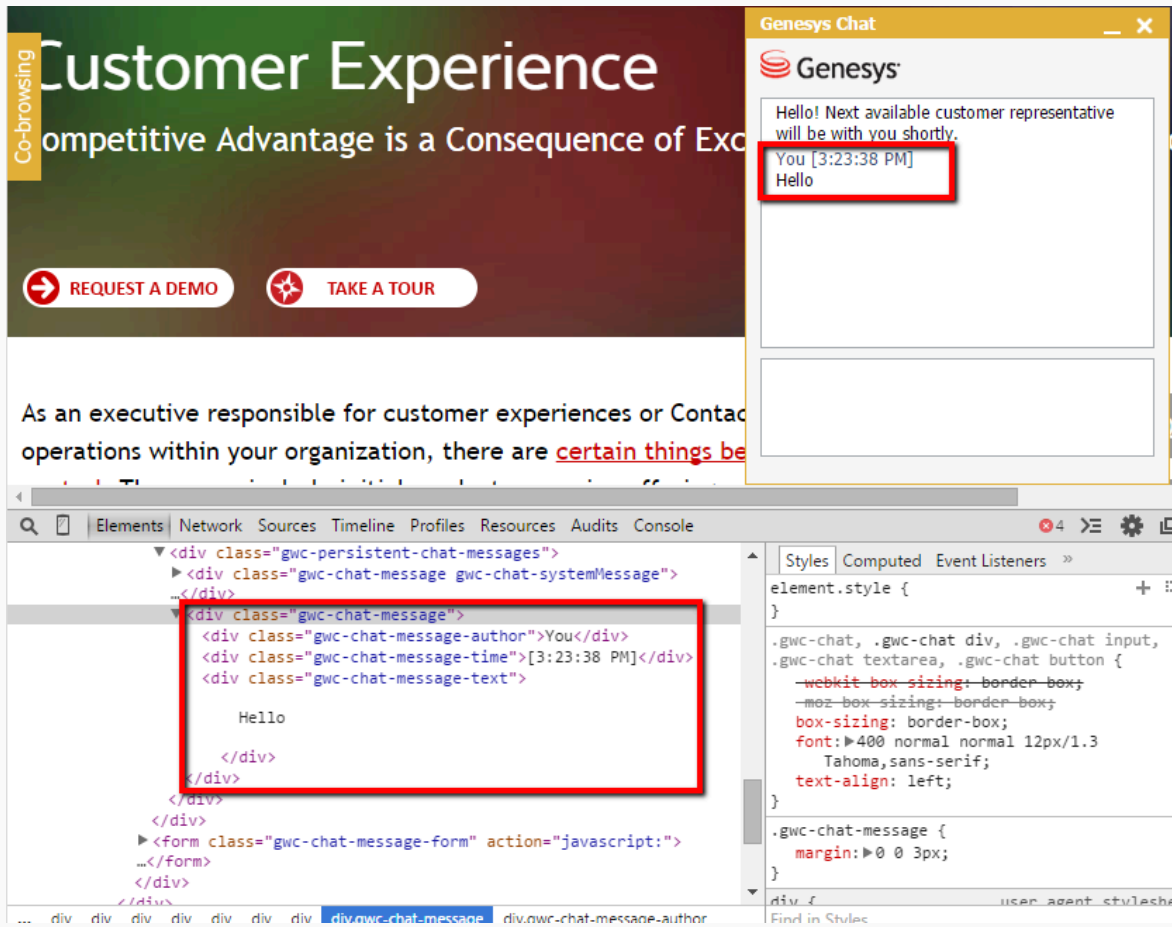 Customer Experience
Co-browsing
ompetitive Advantage is a Consequence of Exc
REQUEST A DEMO
TAKE A TOUR
As an executive responsible for customer experiences or Contac
operations within your organization, there are certain things be
Genesys Chat
Genesys
Hello! Next available customer representative
will be with you shortly.
You [3:23:38 PM]
Hello
Elements Network Sources Timeline Profiles Resources Audits Console
4
▼<div class="gwc-persistent-chat-messages">
▶<div class="gwc-chat-message gwc-chat-systemMessage">
…</div>
▼<div class="gwc-chat-message">
<div class="gwc-chat-message-author">You</div>
<div class="gwc-chat-message-time">[3:23:38 PM]</div>
<div class="gwc-chat-message-text">
Hello
</div>
</div>
</div>
</div>
▶<form class="gwc-chat-message-form" action="javascript:">
…</form>
</div>
</div>
... div div div div div div div div.gwc-chat-message div.gwc-chat-message-author
Styles Computed Event Listeners »
element.style {
}
.gwc-chat, .gwc-chat div, .gwc-chat input,
.gwc-chat textarea, .gwc-chat button {
-webkit-box-sizing: border-box;
-moz-box-sizing: border-box;
box-sizing: border-box;
font:▶400 normal normal 12px/1.3
Tahoma,sans-serif;
text-align: left;
}
.gwc-chat-message {
margin:▶0 0 3px;
}
div { user agent styleshe
Find in Styles